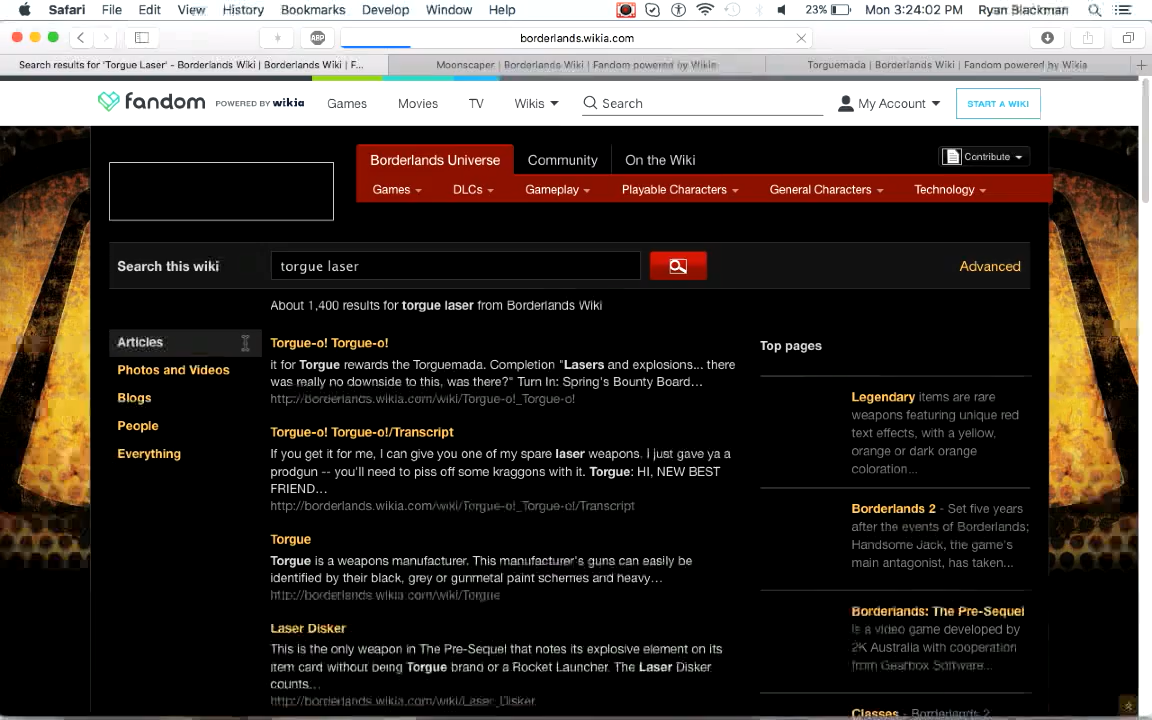 Safari File Edit View History Bookmarks Develop Window Help 23% Mon 3:24:02 PM Ryan Blackmar
ABP borderlands.wikia.com
Search results for 'Torgue Laser' - Borderlands Wiki | Borderlands Wiki | F... Moonscaper | Borderlands Wiki | Fandom powered by Wikia Torguemada | Borderlands Wiki | Fandom powered by Wikia
fandom POWERED BY wikia Games Movies TV Wikis Search My Account START A WIKI
Borderlands Universe Community On the Wiki Contribute
Games DLCs Gameplay Playable Characters General Characters Technology
Search this wiki torgue laser Advanced
About 1,400 results for torgue laser from Borderlands Wiki
Articles
Photos and Videos
Blogs
People
Everything
Torgue-o! Torgue-o!
it for Torgue rewards the Torguemada. Completion "Lasers and explosions... there
was really no downside to this, was there?" Turn In: Spring's Bounty Board...
http://borderlands.wikia.com/wiki/Torgue-o!_Torgue-o!
Torgue-o! Torgue-o!/Transcript
If you get it for me, I can give you one of my spare laser weapons. I just gave ya a
prodgun -- you'll need to piss off some kraggons with it. Torgue: HI, NEW BEST
FRIEND...
http://borderlands.wikia.com/wiki/Torgue-o!_Torgue-o!/Transcript
Torgue
Torgue is a weapons manufacturer. This manufacturer's guns can easily be
identified by their black, grey or gunmetal paint schemes and heavy...
http://borderlands.wikia.com/wiki/Torgue
Laser Disker
This is the only weapon in The Pre-Sequel that notes its explosive element on its
item card without being Torgue brand or a Rocket Launcher. The Laser Disker
counts...
http://borderlands.wikia.com/wiki/Laser_Disker
Top pages
Legendary items are rare
weapons featuring unique red
text effects, with a yellow,
orange or dark orange
coloration...
Borderlands 2 - Set five years
after the events of Borderlands;
Handsome Jack, the game's
main antagonist, has taken...
Borderlands: The Pre-Sequel
is a video game developed by
2K Australia with cooperation
from Gearbox Software...
Classes - Borderlands 2